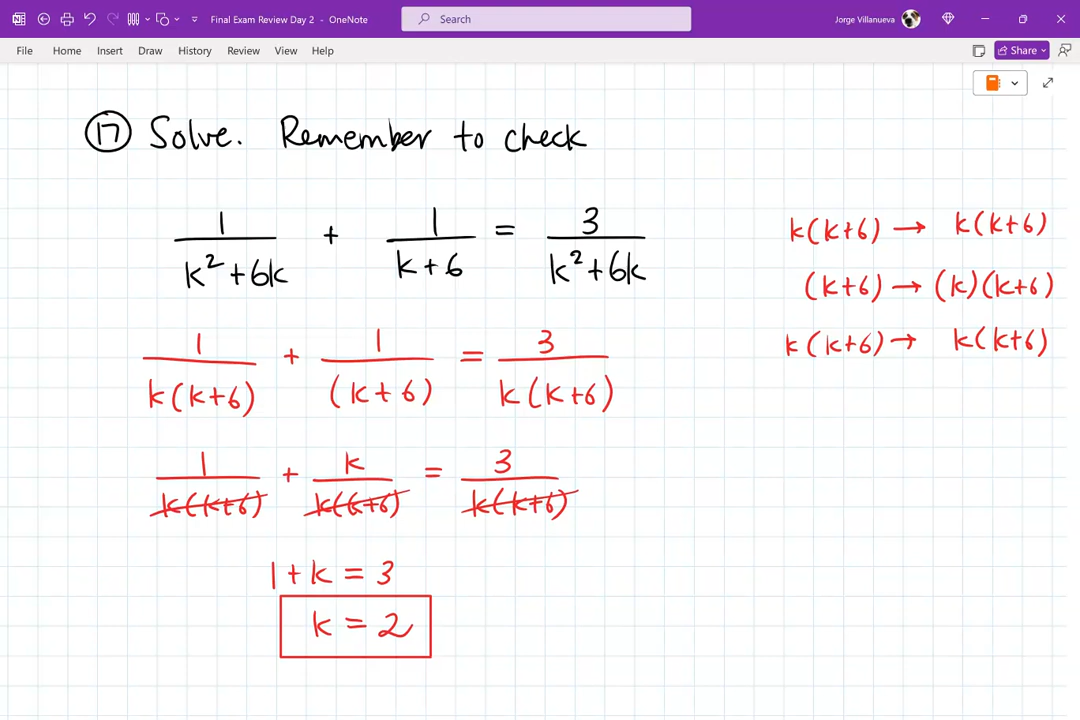 Final Exam Review Day 2 - OneNote
Search
Jorge Villanueva
File Home Insert Draw History Review View Help
Share
17 Solve. Remember to check
1/(k²+6k) + 1/(k+6) = 3/(k²+6k)
k(k+6) → k(k+6)
(k+6) → (k)(k+6)
k(k+6) → k(k+6)
1/(k(k+6)) + 1/((k+6)) = 3/(k(k+6))
1/(k(k+6)) + k/(k(k+6)) = 3/(k(k+6))
1+k = 3
k = 2